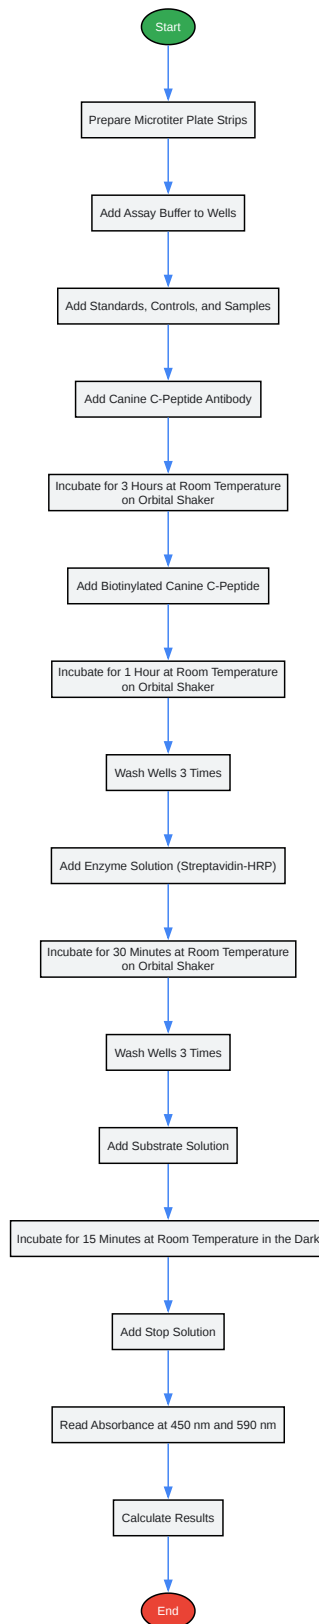 Start
Prepare Microtiter Plate Strips
Add Assay Buffer to Wells
Add Standards, Controls, and Samples
Add Canine C-Peptide Antibody
Incubate for 3 Hours at Room Temperature
on Orbital Shaker
Add Biotinylated Canine C-Peptide
Incubate for 1 Hour at Room Temperature
on Orbital Shaker
Wash Wells 3 Times
Add Enzyme Solution (Streptavidin-HRP)
Incubate for 30 Minutes at Room Temperature
on Orbital Shaker
Wash Wells 3 Times
Add Substrate Solution
Incubate for 15 Minutes at Room Temperature in the Dark
Add Stop Solution
Read Absorbance at 450 nm and 590 nm
Calculate Results
End